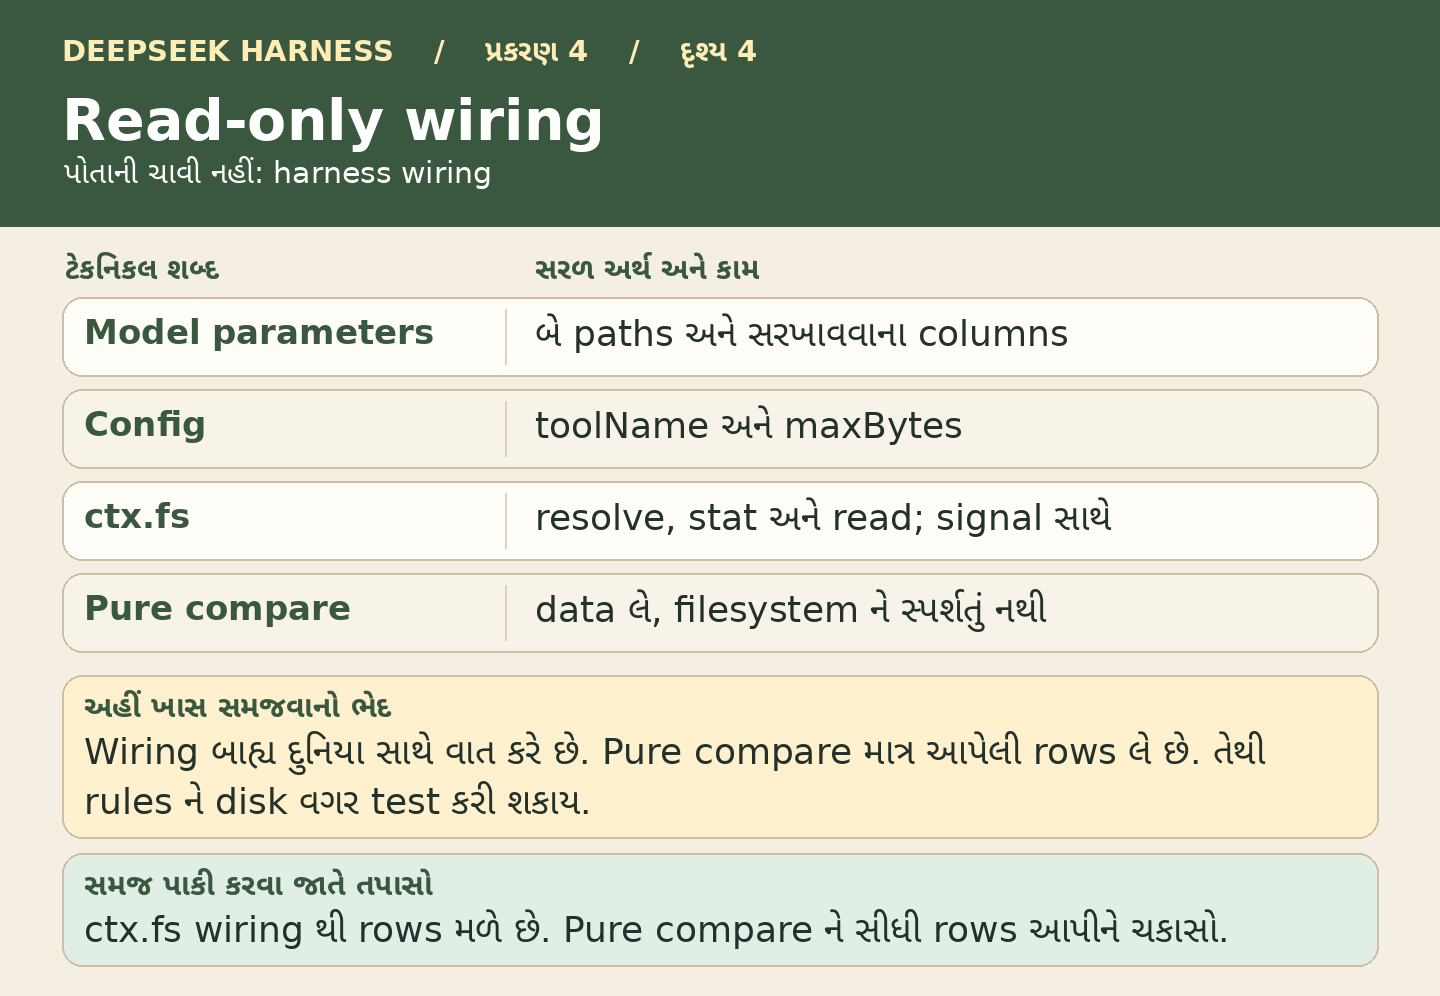 DEEPSEEK HARNESS / પ્રકરણ 4 / દૃશ્ય 4
Read-only wiring
પોતાની ચાવી નહીં: harness wiring
ટેકનિકલ શબ્દ સરળ અર્થ અને કામ
Model parameters બે paths અને સરખાવવાના columns
Config toolName અને maxBytes
ctx.fs resolve, stat અને read; signal સાથે
Pure compare data લે, filesystem ને સ્પર્શતું નથી
અહીં ખાસ સમજવાનો ભેદ
Wiring બાહ્ય દુનિયા સાથે વાત કરે છે. Pure compare માત્ર આપેલી rows લે છે. તેથી
rules ને disk વગર test કરી શકાય.
સમજ પાકી કરવા જાતે તપાસો
ctx.fs wiring થી rows મળે છે. Pure compare ને સીધી rows આપીને ચકાસો.